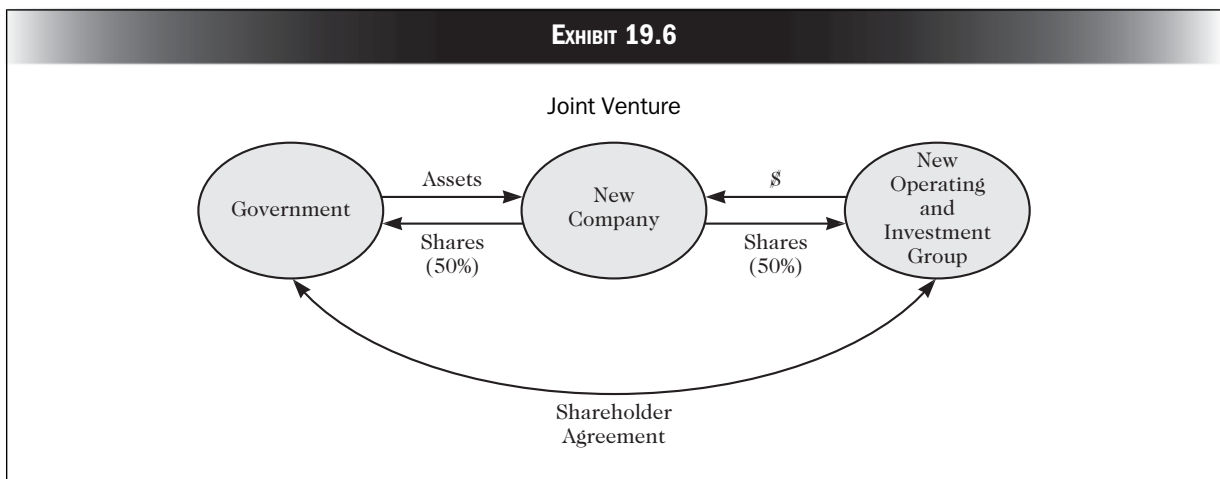 EXHIBIT 19.6
Joint Venture
Government
Assets
Shares
(50%)
New
Company
$
Shares
(50%)
New
Operating
and
Investment
Group
Shareholder
Agreement